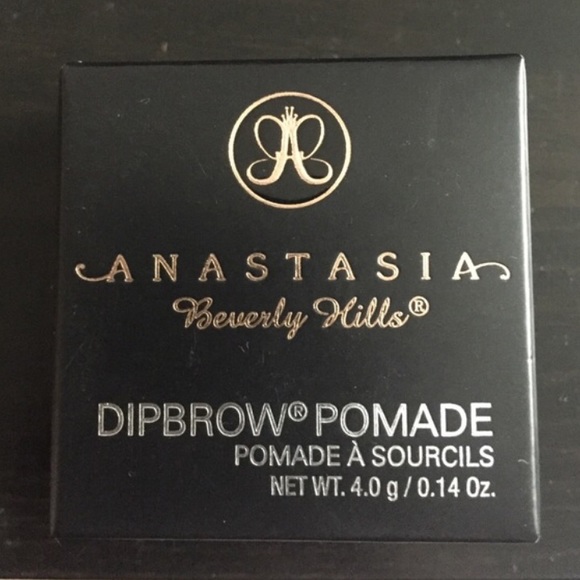 ANASTASIA
Beverly Hills®
DIPBROW® POMADE
POMADE À SOURCILS
NET WT. 4.0 g / 0.14 Oz.